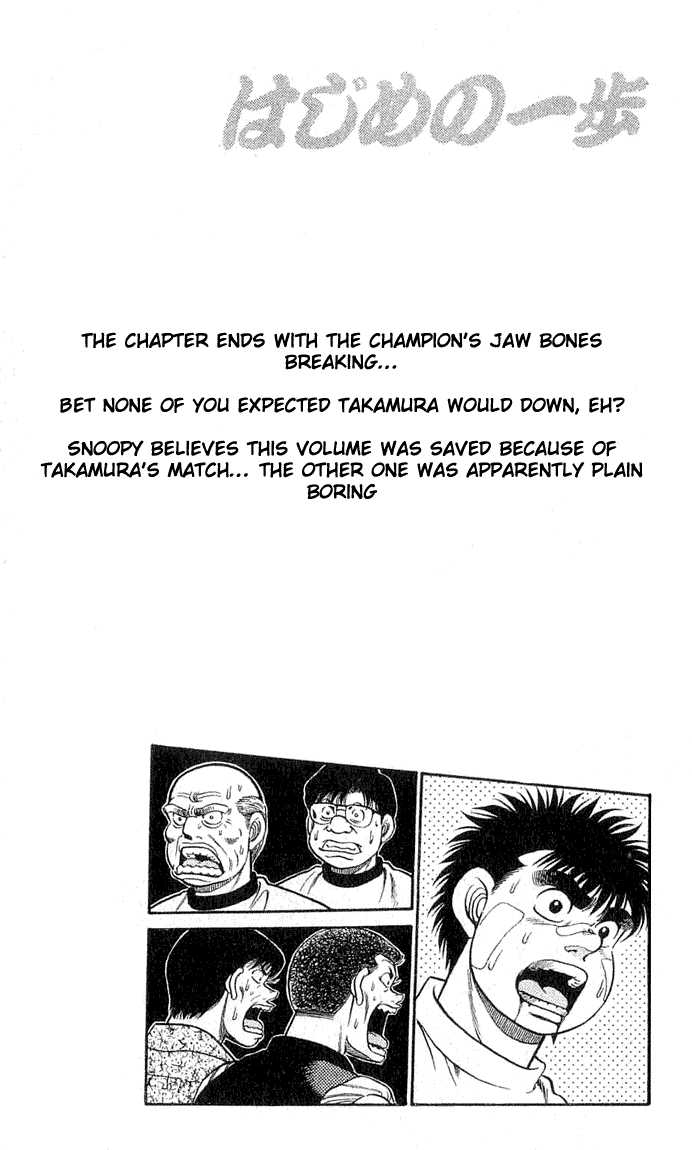 はじめの一歩
THE CHAPTER ENDS WITH THE CHAMPION'S JAW BONES
BREAKING...
BET NONE OF YOU EXPECTED TAKAMURA WOULD DOWN, EH?
SNOOPY BELIEVES THIS VOLUME WAS SAVED BECAUSE OF
TAKAMURA'S MATCH... THE OTHER ONE WAS APPARENTLY PLAIN
BORING